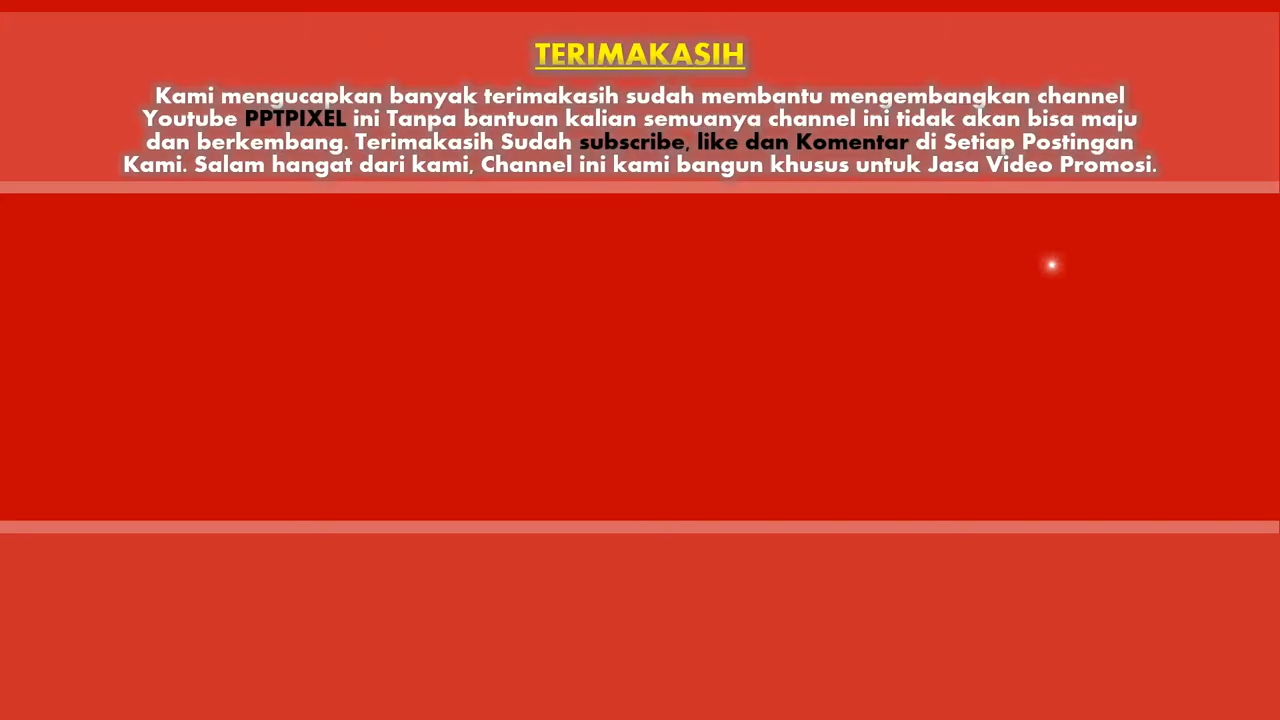 TERIMAKASIH
Kami mengucapkan banyak terimakasih sudah membantu mengembangkan channel
Youtube PPTPIXEL ini Tanpa bantuan kalian semuanya channel ini tidak akan bisa maju
dan berkembang. Terimakasih Sudah subscribe, like dan Komentar di Setiap Postingan
Kami. Salam hangat dari kami, Channel ini kami bangun khusus untuk Jasa Video Promosi.